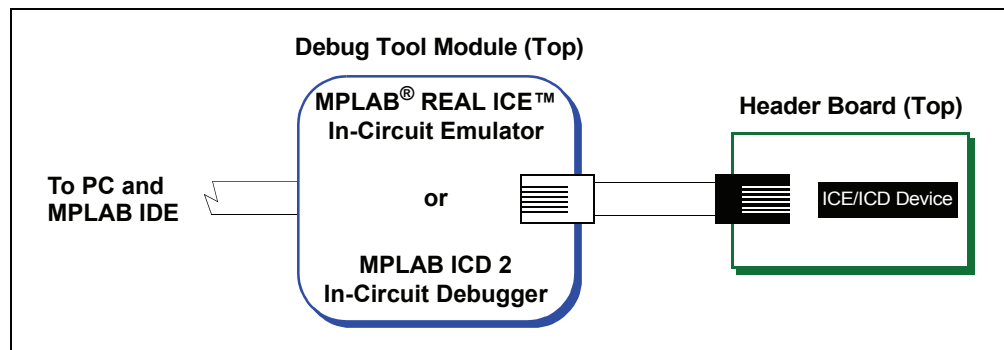 Debug Tool Module (Top)
MPLAB® REAL ICE™
In-Circuit Emulator
or
MPLAB ICD 2
In-Circuit Debugger
To PC and
MPLAB IDE
Header Board (Top)
ICE/ICD Device